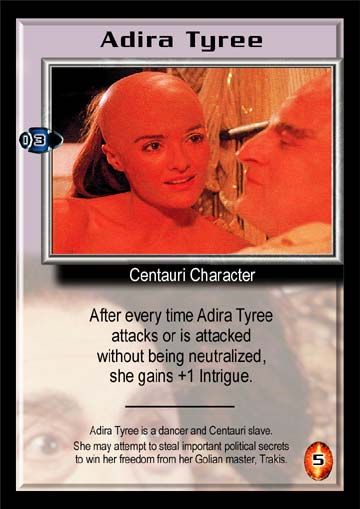 Adira Tyree
3
Centauri Character
After every time Adira Tyree
attacks or is attacked
without being neutralized,
she gains +1 Intrigue.
Adira Tyree is a dancer and Centauri slave.
She may attempt to steal important political secrets
to win her freedom from her Golian master, Trakis.
5